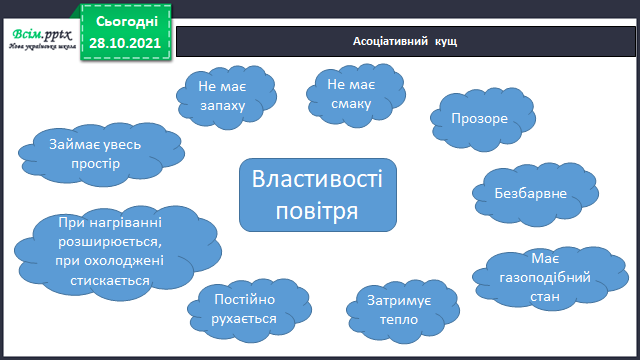 Всім.pptx
Нова українська школа
Сьогодні
28.10.2021
Асоціативний кущ
Не має
запаху
Не має
смаку
Прозоре
Займає увесь
простір
Властивості
повітря
Безбарвне
При нагріванні
розширюється,
при охолоджені
стискається
Має
газоподібний
стан
Постійно
рухається
Затримує
тепло